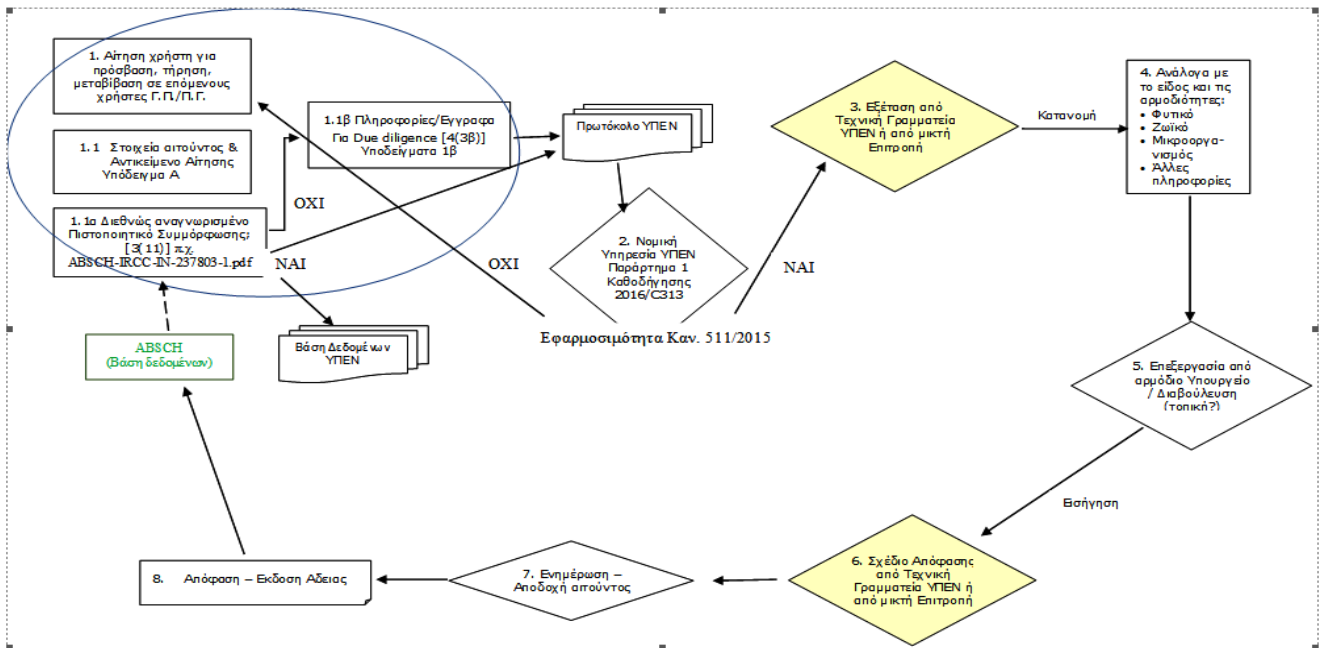 1. Αίτηση χρήστη για
πρόσβαση, τήρηση,
μεταβίβαση σε επόμενους
χρήστες Γ.Π./Π.Γ.
1.1 Στοιχεία αιτούντος &
Αντικείμενο Αίτησης
Υπόδειγμα Α
1.1α Διεθνώς αναγνωρισμένο
Πιστοποιητικό Συμμόρφωσης;
[3(11)] π.χ.
ABSCH-IRCC-IN-237803-1.pdf
ΟΧΙ
ΝΑΙ
1.1β Πληροφορίες/Εγγραφα
Για Due diligence [4(3β)]
Υποδείγματα 1β
Πρωτόκολο ΥΠΕΝ
2. Νομική
Υπηρεσία ΥΠΕΝ
Παράρτημα 1
Καθοδήγησης
2016/C313
ΟΧΙ
ΝΑΙ
Εφαρμοσιμότητα Καν. 511/2015
3. Εξέταση από
Τεχνική Γραμματεία
ΥΠΕΝ ή από μικτή
Επιτροπή
Κατανομή
4. Ανάλογα με
το είδος και τις
αρμοδιότητες:
• Φυτικό
• Ζωϊκό
• Μικροοργα-
νισμός
• Άλλες
πληροφορίες
5. Επεξεργασία από
αρμόδιο Υπουργείο
/ Διαβούλευση
(τοπική?)
Εισήγηση
6. Σχέδιο Απόφασης
από Τεχνική
Γραμματεία ΥΠΕΝ ή
από μικτή Επιτροπή
7. Ενημέρωση –
Αποδοχή αιτούντος
8. Απόφαση – Εκδοση Αδειας
ABSCH
(Βάση δεδομένων)
Βάση Δεδομένων
ΥΠΕΝ